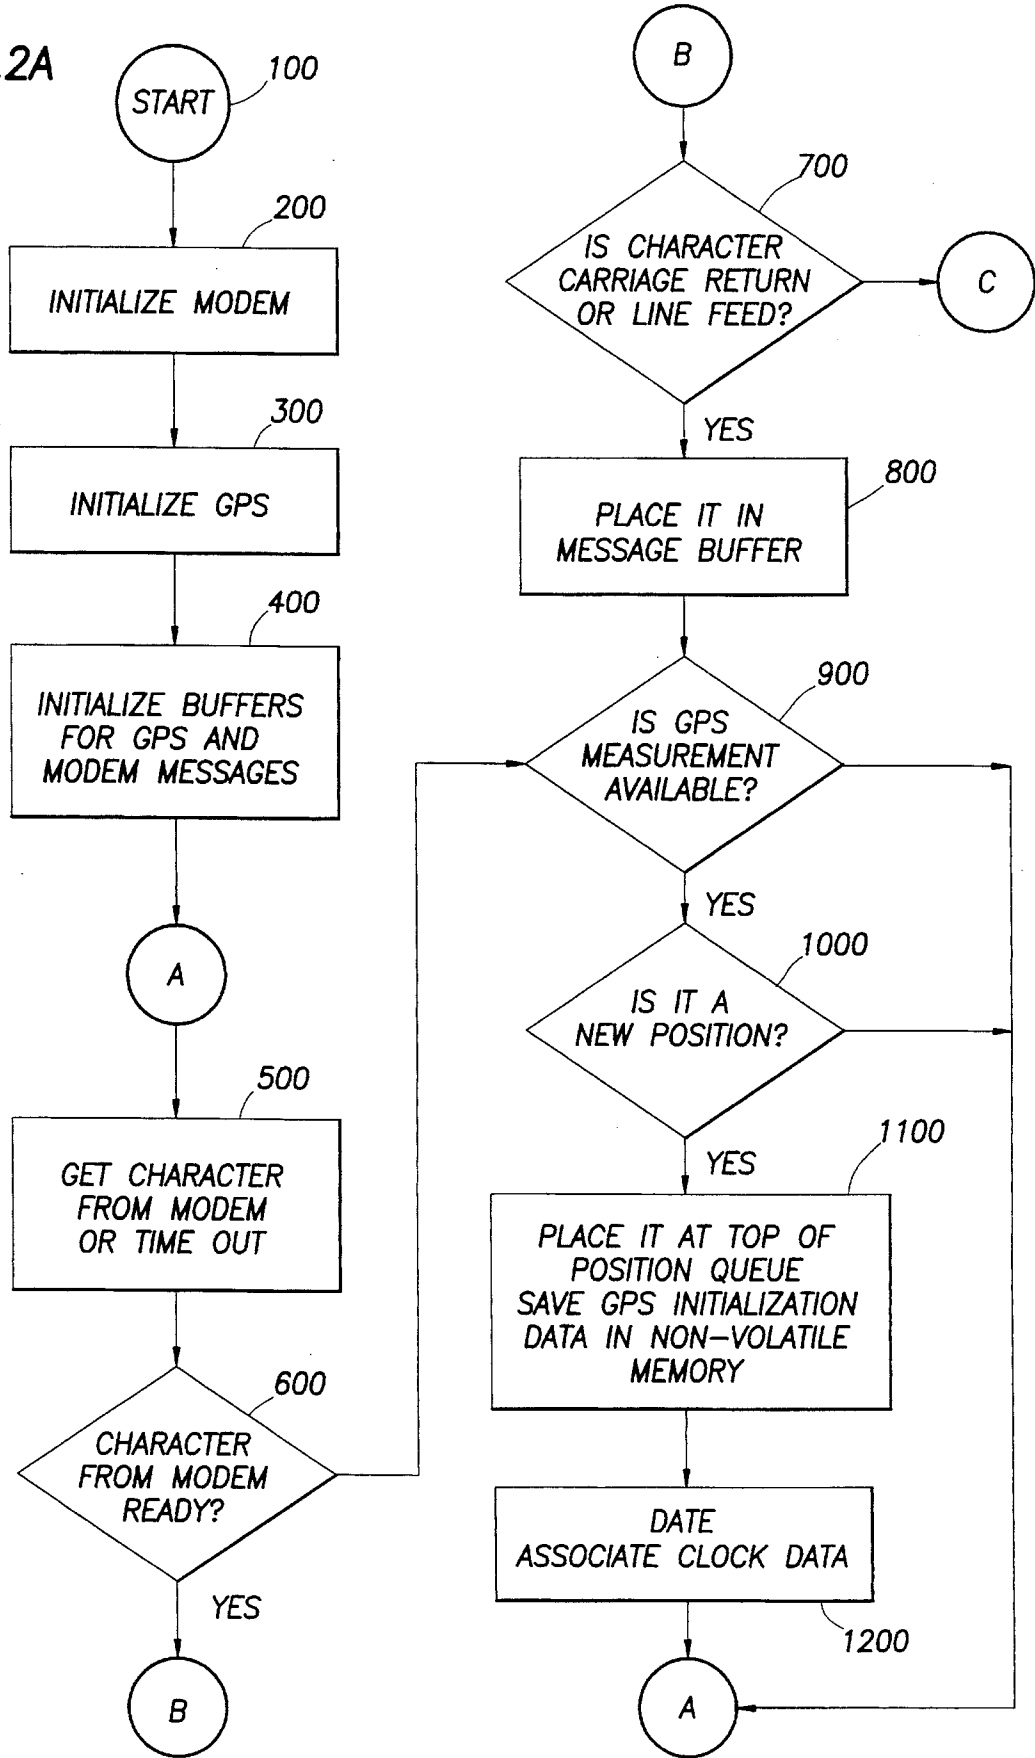 2A
START
100
200
INITIALIZE MODEM
300
INITIALIZE GPS
400
INITIALIZE BUFFERS
FOR GPS AND
MODEM MESSAGES
A
500
GET CHARACTER
FROM MODEM
OR TIME OUT
600
CHARACTER
FROM MODEM
READY?
YES
B
B
700
IS CHARACTER
CARRIAGE RETURN
OR LINE FEED?
C
YES
800
PLACE IT IN
MESSAGE BUFFER
900
IS GPS
MEASUREMENT
AVAILABLE?
YES
1000
IS IT A
NEW POSITION?
YES
1100
PLACE IT AT TOP OF
POSITION QUEUE
SAVE GPS INITIALIZATION
DATA IN NON-VOLATILE
MEMORY
DATE
ASSOCIATE CLOCK DATA
1200
A